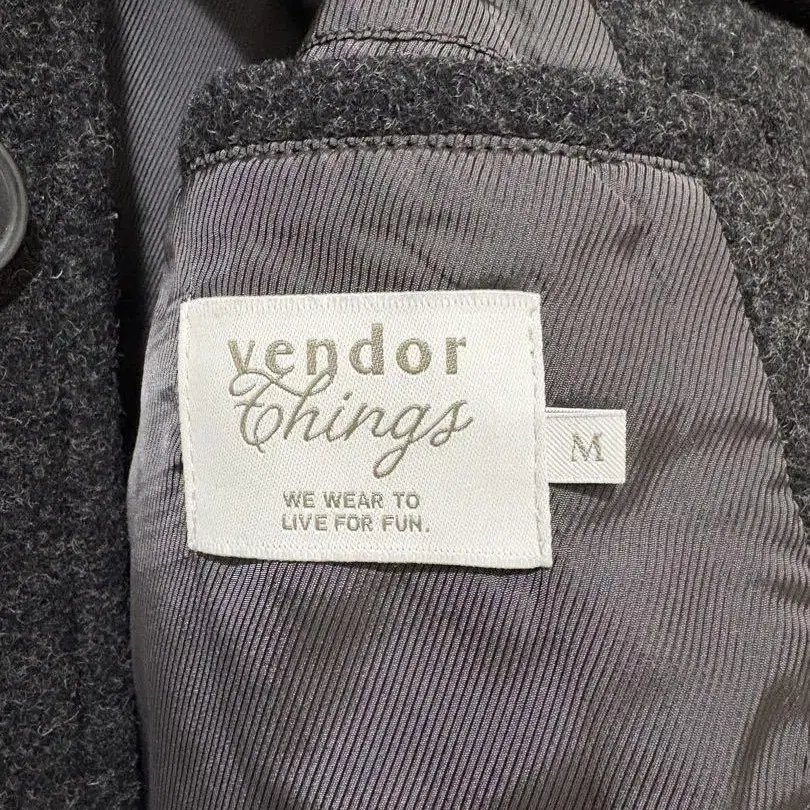 vendor
Things
WE WEAR TO
LIVE FOR FUN.
M